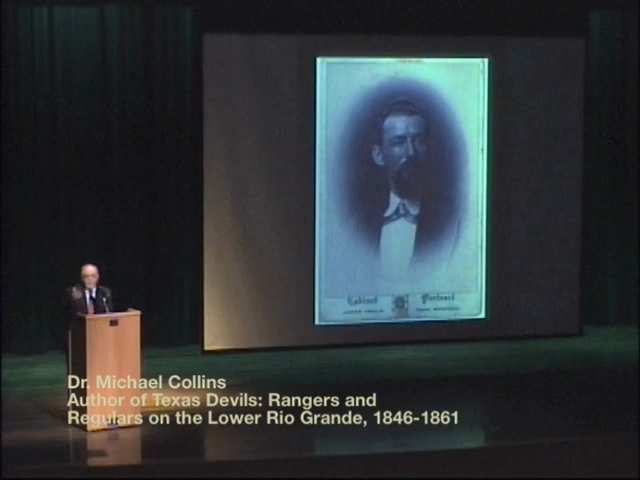 Cabinet Portrait
Dr. Michael Collins
Author of Texas Devils: Rangers and
Regulars on the Lower Rio Grande, 1846-1861